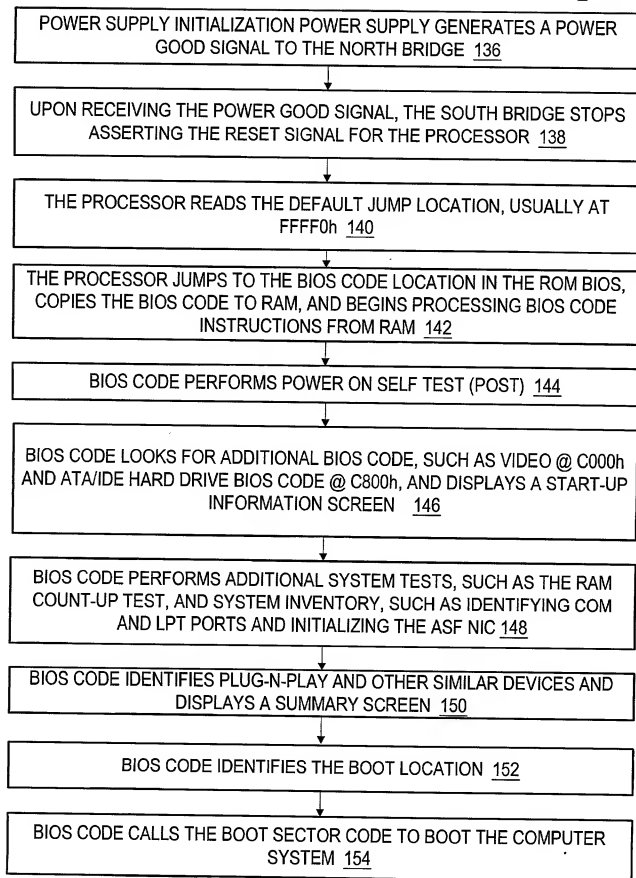 POWER SUPPLY INITIALIZATION POWER SUPPLY GENERATES A POWER
GOOD SIGNAL TO THE NORTH BRIDGE 136
UPON RECEIVING THE POWER GOOD SIGNAL, THE SOUTH BRIDGE STOPS
ASSERTING THE RESET SIGNAL FOR THE PROCESSOR 138
THE PROCESSOR READS THE DEFAULT JUMP LOCATION, USUALLY AT
FFFF0h 140
THE PROCESSOR JUMPS TO THE BIOS CODE LOCATION IN THE ROM BIOS,
COPIES THE BIOS CODE TO RAM, AND BEGINS PROCESSING BIOS CODE
INSTRUCTIONS FROM RAM 142
BIOS CODE PERFORMS POWER ON SELF TEST (POST) 144
BIOS CODE LOOKS FOR ADDITIONAL BIOS CODE, SUCH AS VIDEO @ C000h
AND ATA/IDE HARD DRIVE BIOS CODE @ C800h, AND DISPLAYS A START-UP
INFORMATION SCREEN 146
BIOS CODE PERFORMS ADDITIONAL SYSTEM TESTS, SUCH AS THE RAM
COUNT-UP TEST, AND SYSTEM INVENTORY, SUCH AS IDENTIFYING COM
AND LPT PORTS AND INITIALIZING THE ASF NIC 148
BIOS CODE IDENTIFIES PLUG-N-PLAY AND OTHER SIMILAR DEVICES AND
DISPLAYS A SUMMARY SCREEN 150
BIOS CODE IDENTIFIES THE BOOT LOCATION 152
BIOS CODE CALLS THE BOOT SECTOR CODE TO BOOT THE COMPUTER
SYSTEM 154